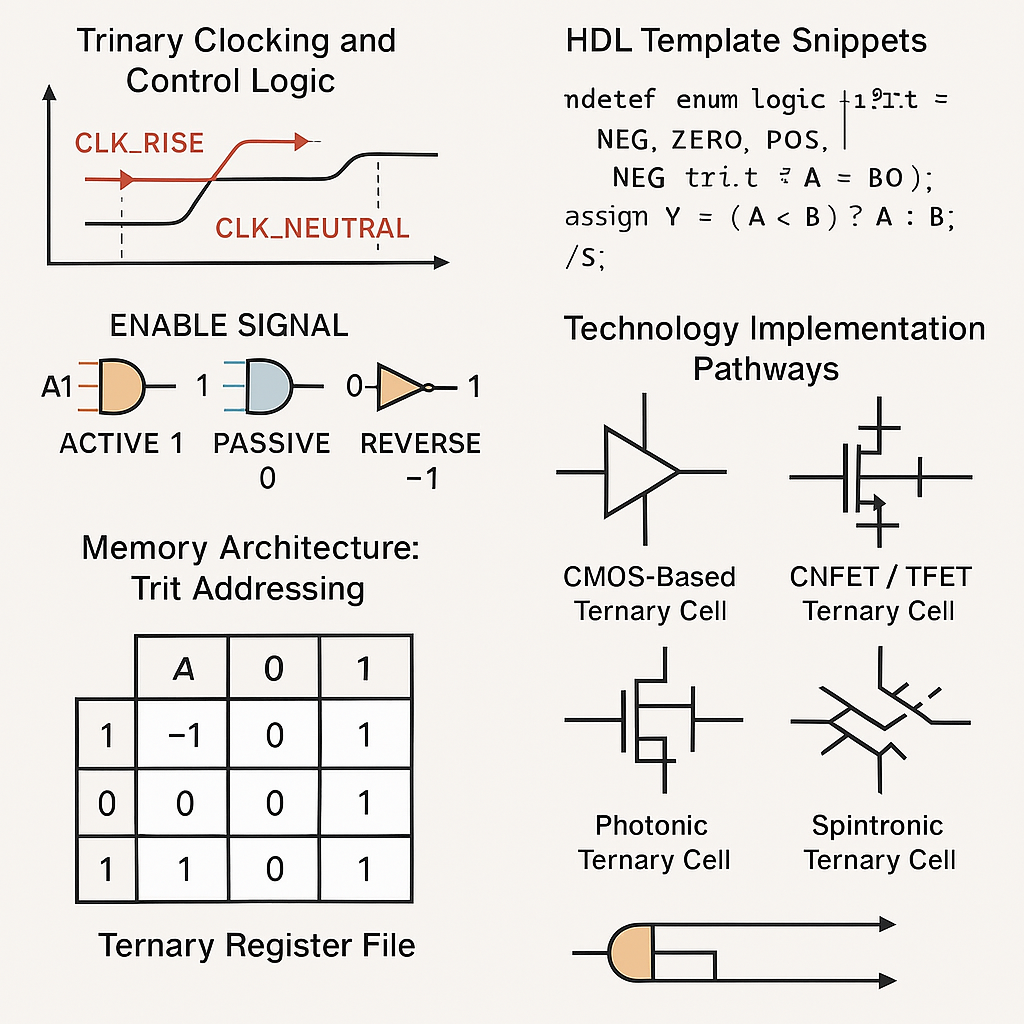 Trinary Clocking and
Control Logic
CLK_RISE
CLK_NEUTRAL
ENABLE SIGNAL
A1
1
0
1
ACTIVE 1
PASSIVE
0
REVERSE
−1
Memory Architecture:
Trit Addressing
A 0 1
1 −1 0 1
0 0 0 1
1 1 0 1
Ternary Register File
HDL Template Snippets
ndetef enum logic =
NEG, ZERO, POS,
NEG tri.t A = BO);
assign Y = (A < B) ? A : B;
/S;
Technology Implementation
Pathways
CMOS-Based
Ternary Cell
CNFET / TFET
Ternary Cell
Photonic
Ternary Cell
Spintronic
Ternary Cell